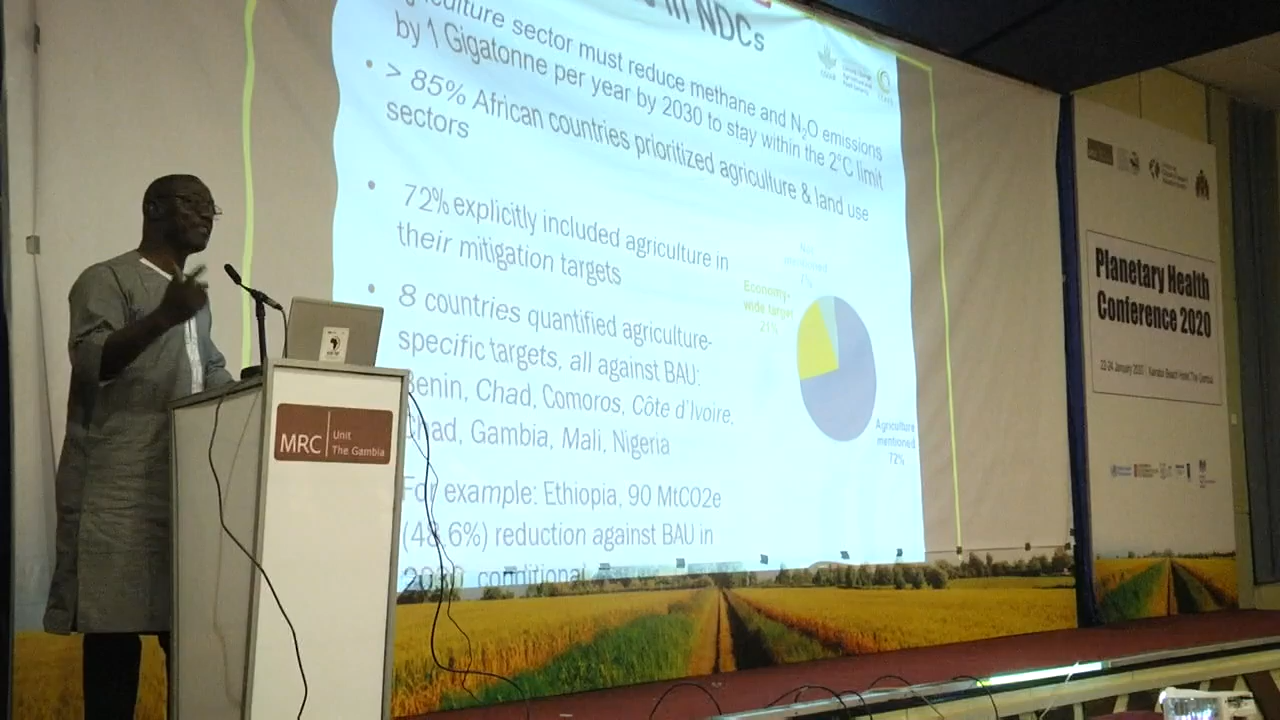 in NDCs
sector must reduce methane and N₂O emissions
by 1 Gigatonne per year by 2030 to stay within the 2°C limit
• > 85% African countries prioritized agriculture & land use
sectors
• 72% explicitly included agriculture in
their mitigation targets
• 8 countries quantified agriculture-
specific targets, all against BAU:
Benin, Chad, Comoros, Côte d'Ivoire,
Chad, Gambia, Mali, Nigeria
For example: Ethiopia, 90 MtCO2e
(48.6%) reduction against BAU in
conditional
7%
Economy-
wide target
21%
Agriculture
mentioned
72%
MRC
Unit
The Gambia
Planetary Health
Conference 2020